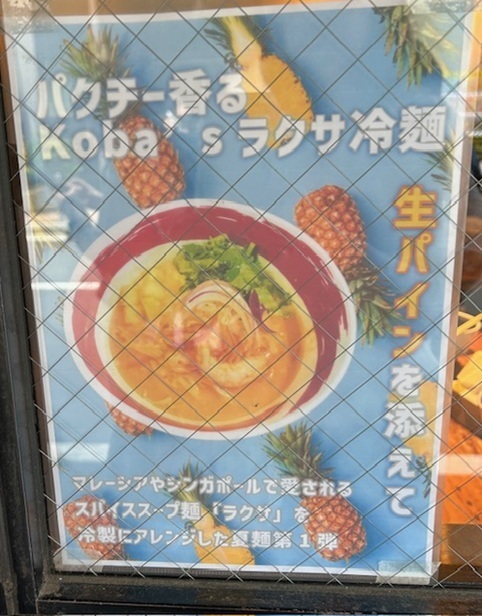 パクチー香る
Koba's ラクサ冷麺
生パインを添えて
マレーシアやシンガポールで愛される
スパイススープ麺「ラクサ」を
冷製にアレンジした夏麺第1弾